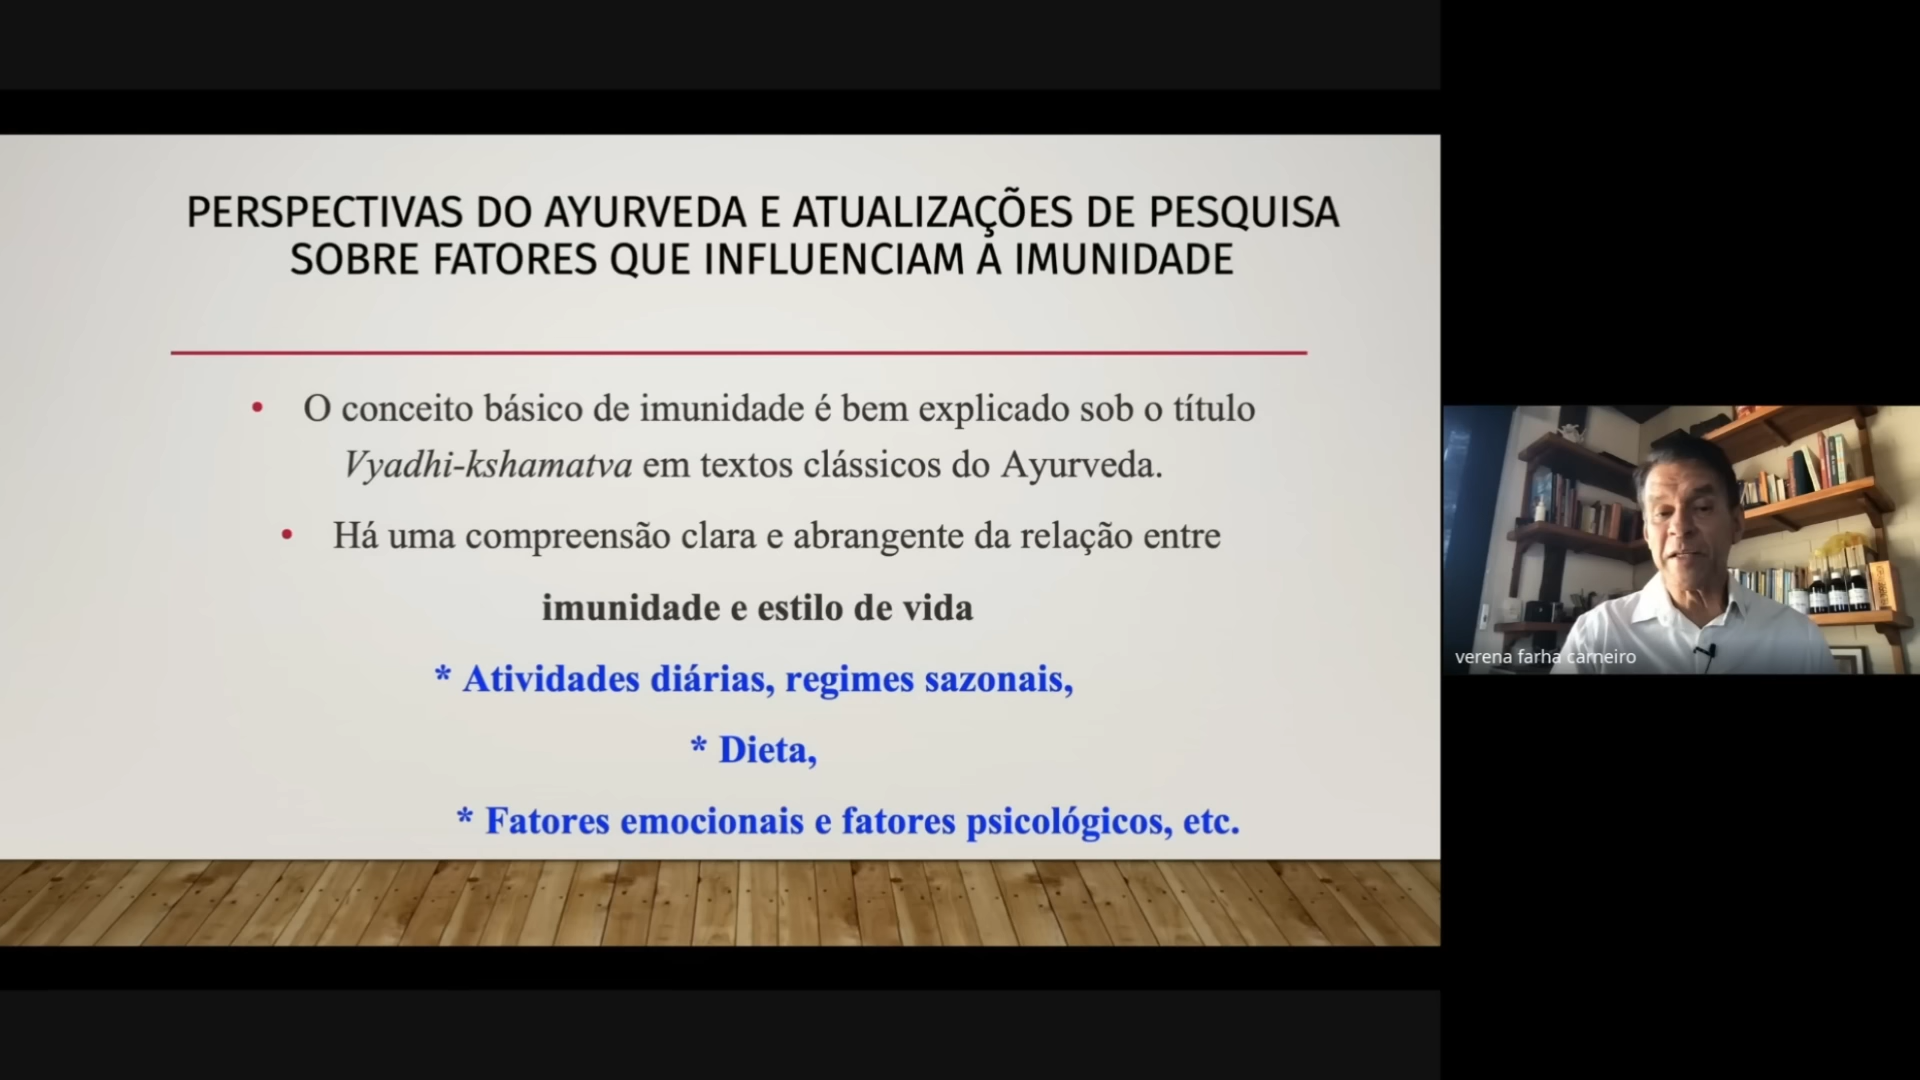 PERSPECTIVAS DO AYURVEDA E ATUALIZAÇÕES DE PESQUISA
SOBRE FATORES QUE INFLUENCIAM A IMUNIDADE
• O conceito básico de imunidade é bem explicado sob o título
Vyadhi-kshamatva em textos clássicos do Ayurveda.
• Há uma compreensão clara e abrangente da relação entre
imunidade e estilo de vida
* Atividades diárias, regimes sazonais,
* Dieta,
* Fatores emocionais e fatores psicológicos, etc.
verena farha carneiro